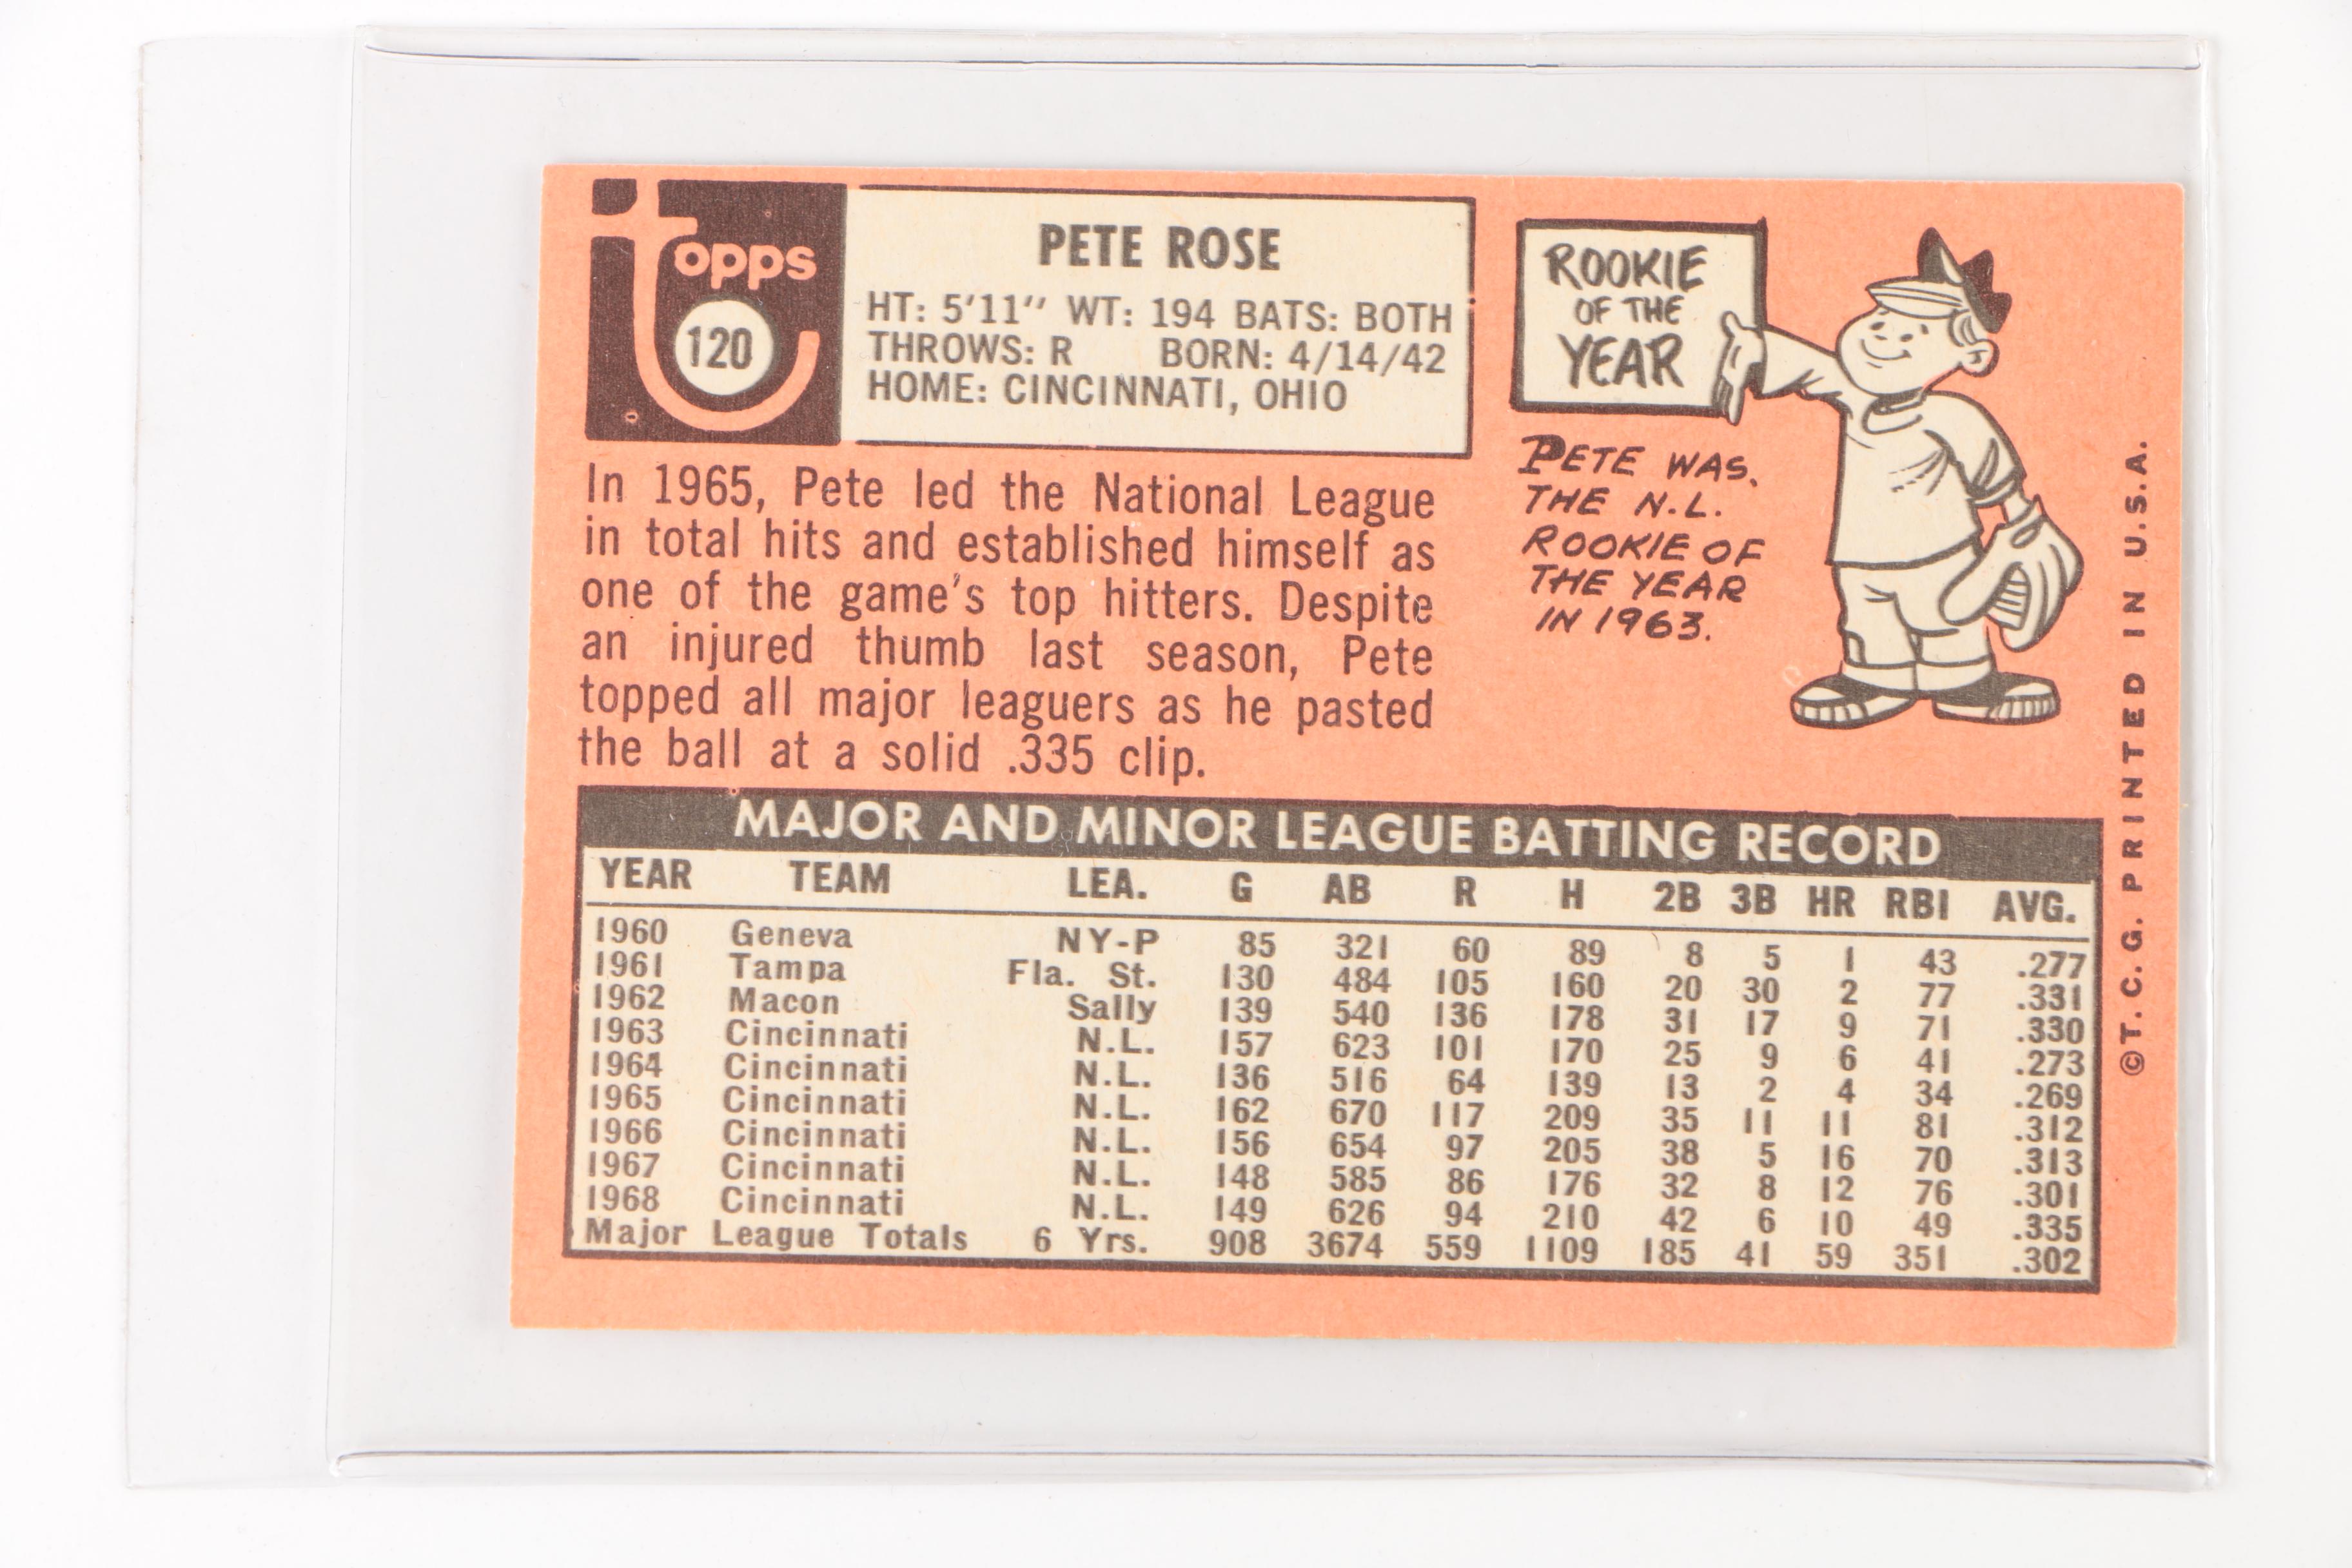 topps
120
PETE ROSE
HT: 5'11" WT: 194 BATS: BOTH
THROWS: R BORN: 4/14/42
HOME: CINCINNATI, OHIO
In 1965, Pete led the National League
in total hits and established himself as
one of the game's top hitters. Despite
an injured thumb last season, Pete
topped all major leaguers as he pasted
the ball at a solid .335 clip.
ROOKIE
OF THE
YEAR
PETE WAS.
THE N.L.
ROOKIE OF
THE YEAR
IN 1963.
MAJOR AND MINOR LEAGUE BATTING RECORD
YEAR TEAM LEA. G AB R H 2B 3B HR RBI AVG.
1960 Geneva NY-P 85 321 60 89 8 5 1 43 .277
1961 Tampa Fla. St. 130 484 105 160 20 30 2 77 .331
1962 Macon Sally 139 540 136 178 31 17 9 71 .330
1963 Cincinnati N.L. 157 623 101 170 25 9 6 41 .273
1964 Cincinnati N.L. 136 516 64 139 13 2 4 34 .269
1965 Cincinnati N.L. 162 670 117 209 35 11 11 81 .312
1966 Cincinnati N.L. 156 654 97 205 38 5 16 70 .313
1967 Cincinnati N.L. 148 585 86 176 32 8 12 76 .301
1968 Cincinnati N.L. 149 626 94 210 42 6 10 49 .335
Major League Totals 6 Yrs. 908 3674 559 1109 185 41 59 351 .302
©T.C.G. PRINTED IN U.S.A.